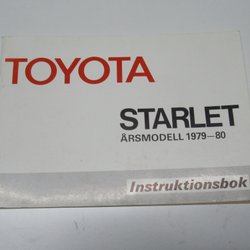 TOYOTA
STARLET
ÅRSMODELL 1979-80
Instruktionsbok